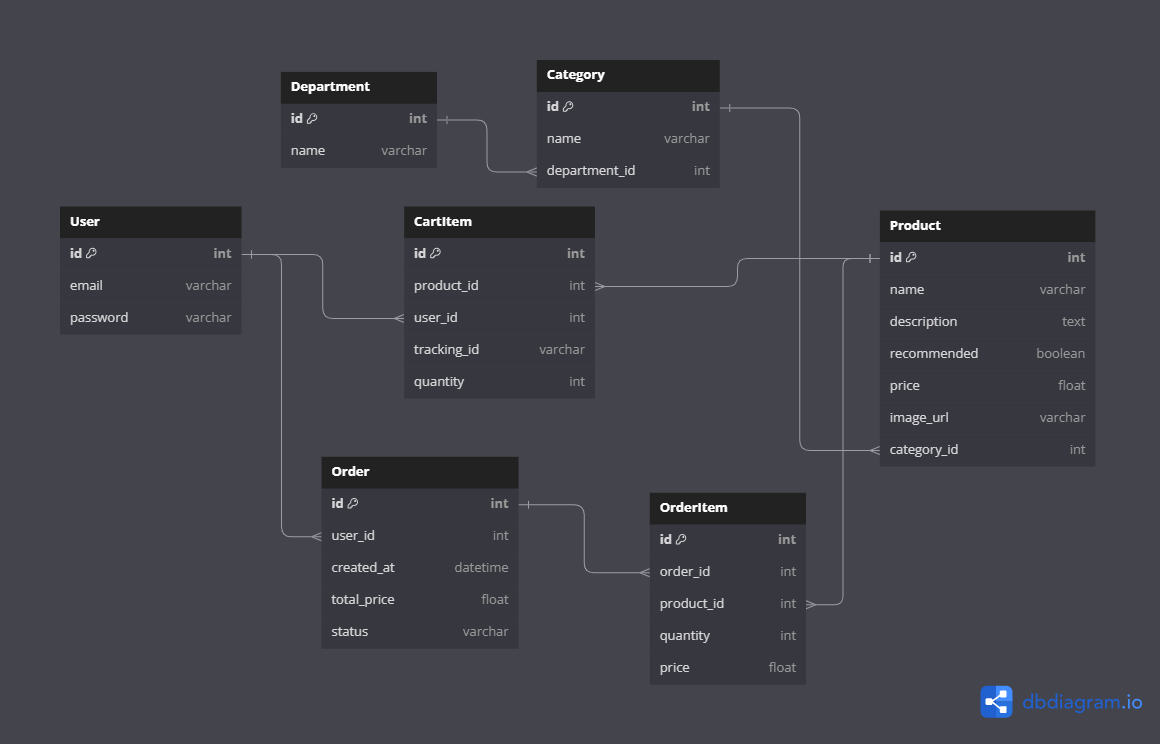 Department
id int
name varchar
Category
id int
name varchar
department_id int
User
id int
email varchar
password varchar
CartItem
id int
product_id int
user_id int
tracking_id varchar
quantity int
Product
id int
name varchar
description text
recommended boolean
price float
image_url varchar
category_id int
Order
id int
user_id int
created_at datetime
total_price float
status varchar
OrderItem
id int
order_id int
product_id int
quantity int
price float
dbdiagram.io